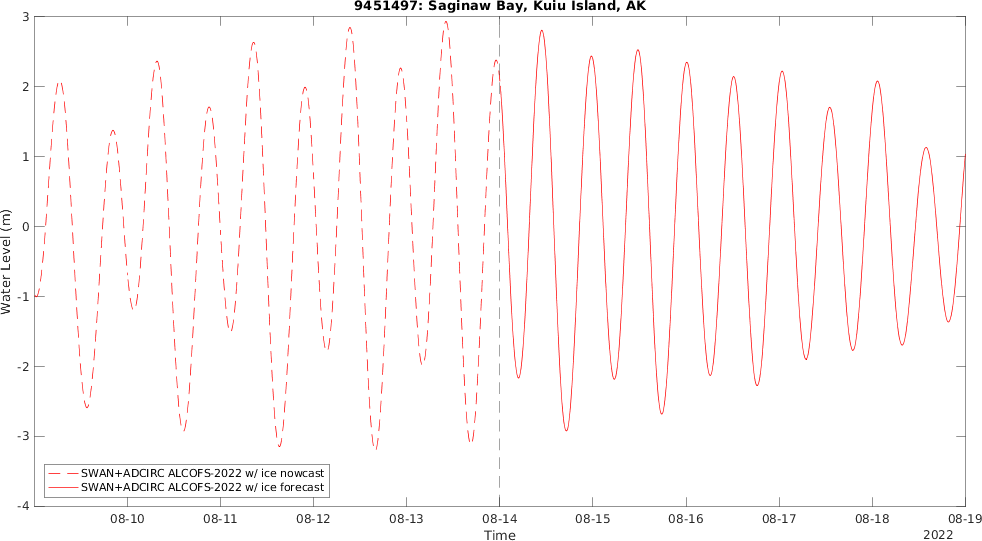 9451497: Saginaw Bay, Kuiu Island, AK
3
2
1
0
-1
-2
-3
-4
Water Level (m)
SWAN+ADCIRC ALCOFS-2022 w/ ice nowcast
SWAN+ADCIRC ALCOFS-2022 w/ ice forecast
08-10 08-11 08-12 08-13 08-14 08-15 08-16 08-17 08-18 08-19
Time
2022